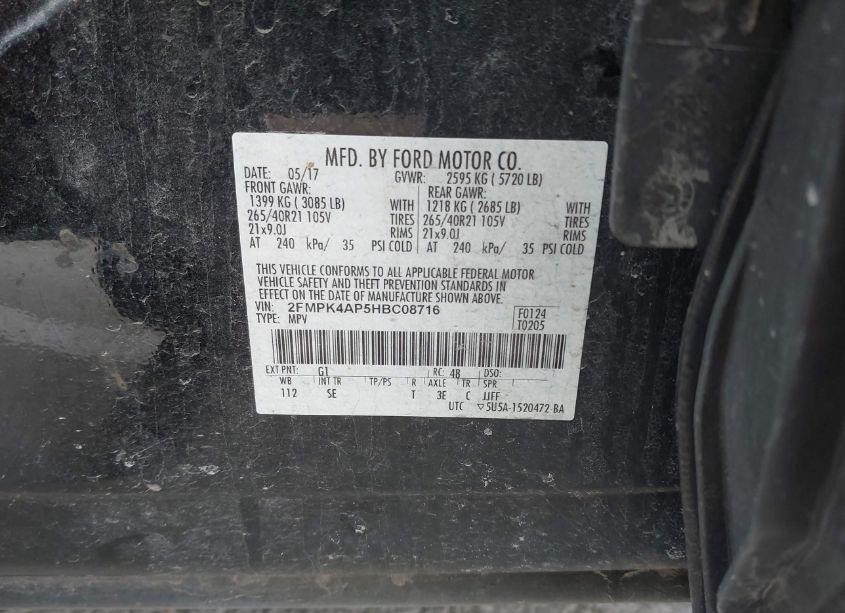 MFD. BY FORD MOTOR CO.
DATE: 05/17 GVWR: 2595 KG ( 5720 LB)
FRONT GAWR: REAR GAWR:
1399 KG ( 3085 LB) WITH 1218 KG ( 2685 LB) WITH
265/40R21 105V TIRES 265/40R21 105V TIRES
21x9.0J RIMS 21x9.0J RIMS
AT 240 kPa/ 35 PSI COLD AT 240 kPa/ 35 PSI COLD
THIS VEHICLE CONFORMS TO ALL APPLICABLE FEDERAL MOTOR
VEHICLE SAFETY AND THEFT PREVENTION STANDARDS IN
EFFECT ON THE DATE OF MANUFACTURE SHOWN ABOVE.
VIN: 2FMPK4AP5HBC08716 F0124
TYPE: MPV T0205
EXT PNT: G1 RC: 48 DSO:
WB INT TR TP/PS R AXLE TR SPR
112 SE T 3E C JJFF
UTC ▽5U5A-1520472-BA